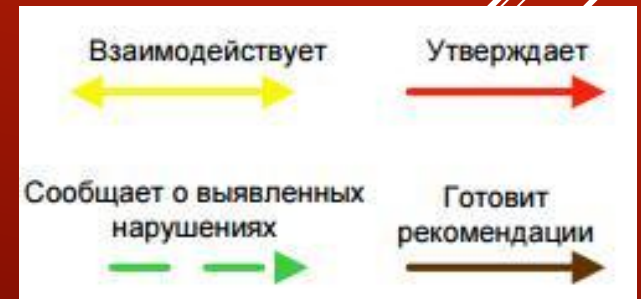 Взаимодействует
Утверждает
Сообщает о выявленных
нарушениях
Готовит
рекомендации